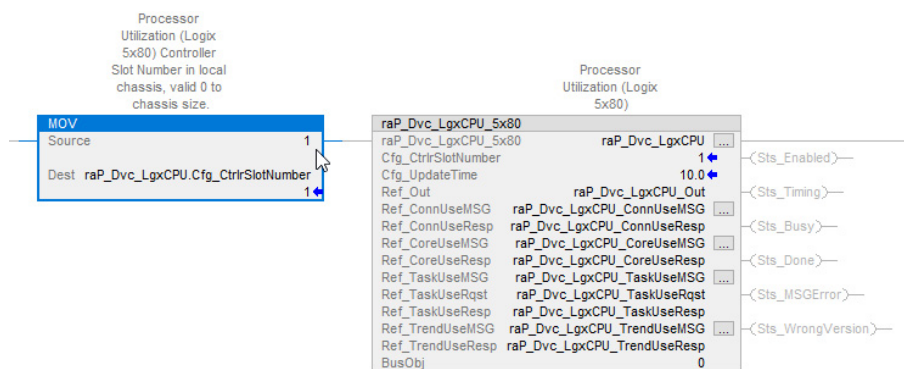 Processor
Utilization (Logix
5x80) Controller
Slot Number in local
chassis, valid 0 to
chassis size.
MOV
Source 1
Dest raP_Dvc_LgxCPU.Cfg_CtrlrSlotNumber
1
Processor
Utilization (Logix
5x80)
raP_Dvc_LgxCPU_5x80
raP_Dvc_LgxCPU_5x80 raP_Dvc_LgxCPU ...
Cfg_CtrlrSlotNumber 1 (Sts_Enabled)
Cfg_UpdateTime 10.0
Ref_Out raP_Dvc_LgxCPU_Out (Sts_Timing)
Ref_ConnUseMSG raP_Dvc_LgxCPU_ConnUseMSG ...
Ref_ConnUseResp raP_Dvc_LgxCPU_ConnUseResp (Sts_Busy)
Ref_CoreUseMSG raP_Dvc_LgxCPU_CoreUseMSG ...
Ref_CoreUseResp raP_Dvc_LgxCPU_CoreUseResp (Sts_Done)
Ref_TaskUseMSG raP_Dvc_LgxCPU_TaskUseMSG ...
Ref_TaskUseRqst raP_Dvc_LgxCPU_TaskUseRqst (Sts_MSGError)
Ref_TaskUseResp raP_Dvc_LgxCPU_TaskUseResp
Ref_TrendUseMSG raP_Dvc_LgxCPU_TrendUseMSG ... (Sts_WrongVersion)
Ref_TrendUseResp raP_Dvc_LgxCPU_TrendUseResp
BusObj 0